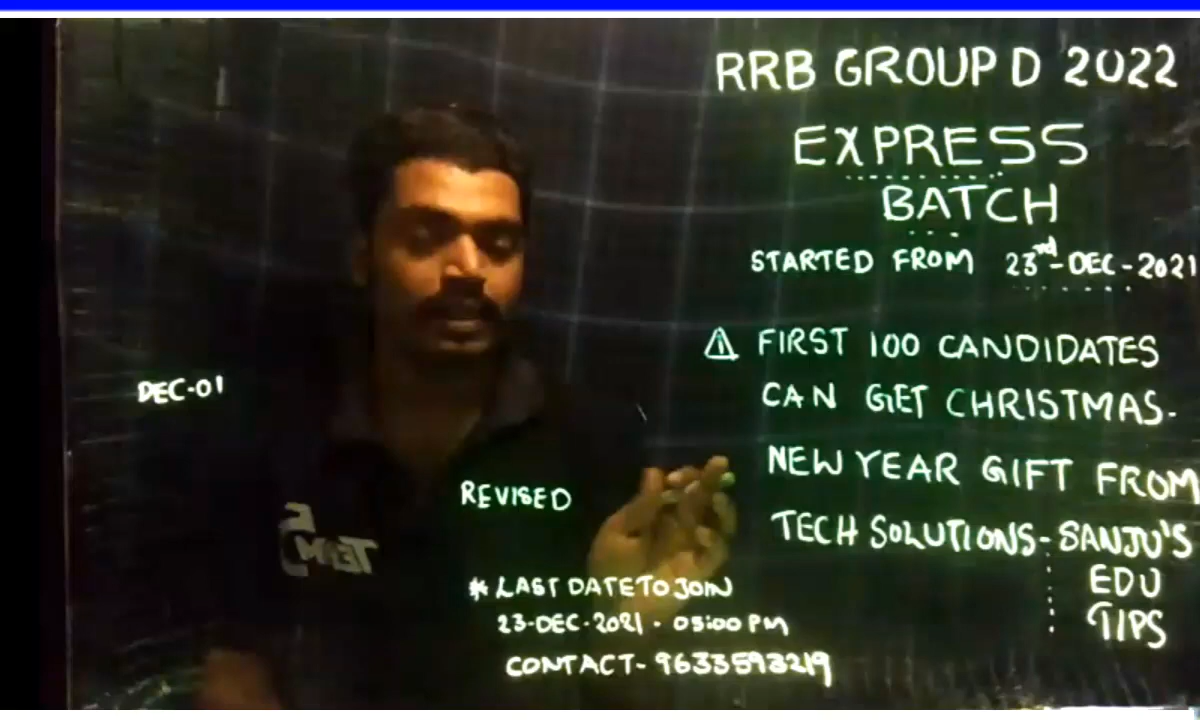 RRB GROUP D 2022
EXPRESS
BATCH
STARTED FROM 23rd-DEC-2021
⚠ FIRST 100 CANDIDATES
CAN GET CHRISTMAS-
NEW YEAR GIFT FROM
TECH SOLUTIONS-SANJU'S
EDU
TIPS
DEC-01
REVISED
* LAST DATE TO JOIN
23-DEC-2021 - 05:00 PM
CONTACT- 9633593219